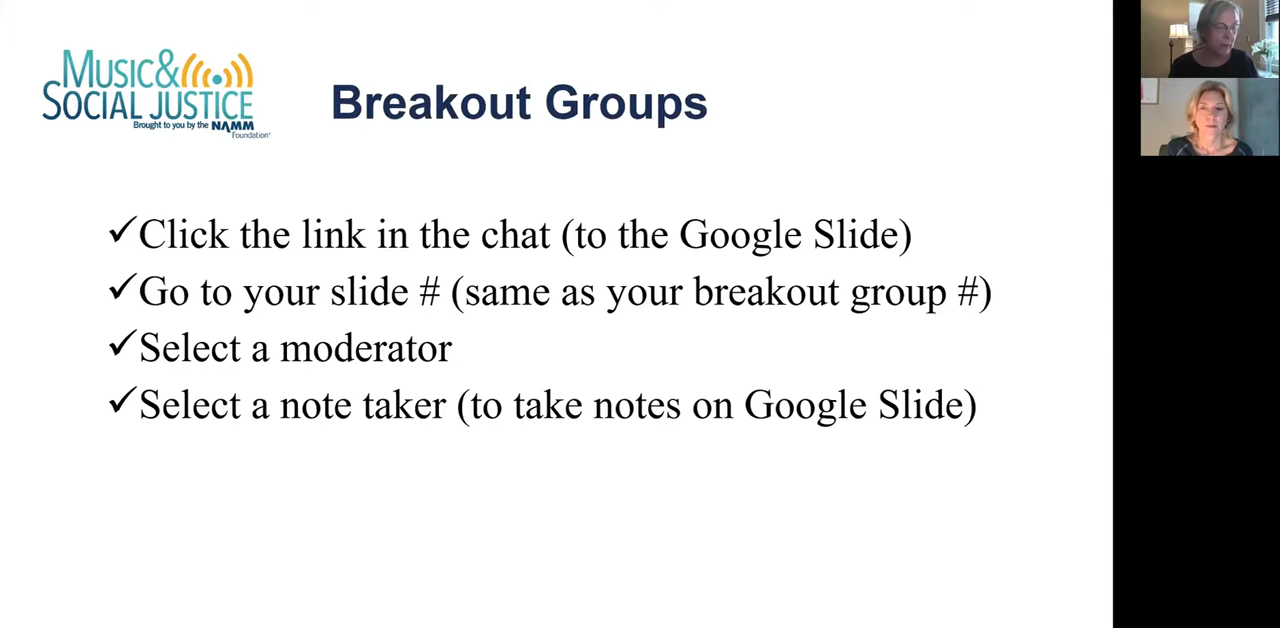 MUSIC&
SOCIAL JUSTICE
Brought to you by the NAMM
Foundation®
Breakout Groups
✓Click the link in the chat (to the Google Slide)
✓Go to your slide # (same as your breakout group #)
✓Select a moderator
✓Select a note taker (to take notes on Google Slide)